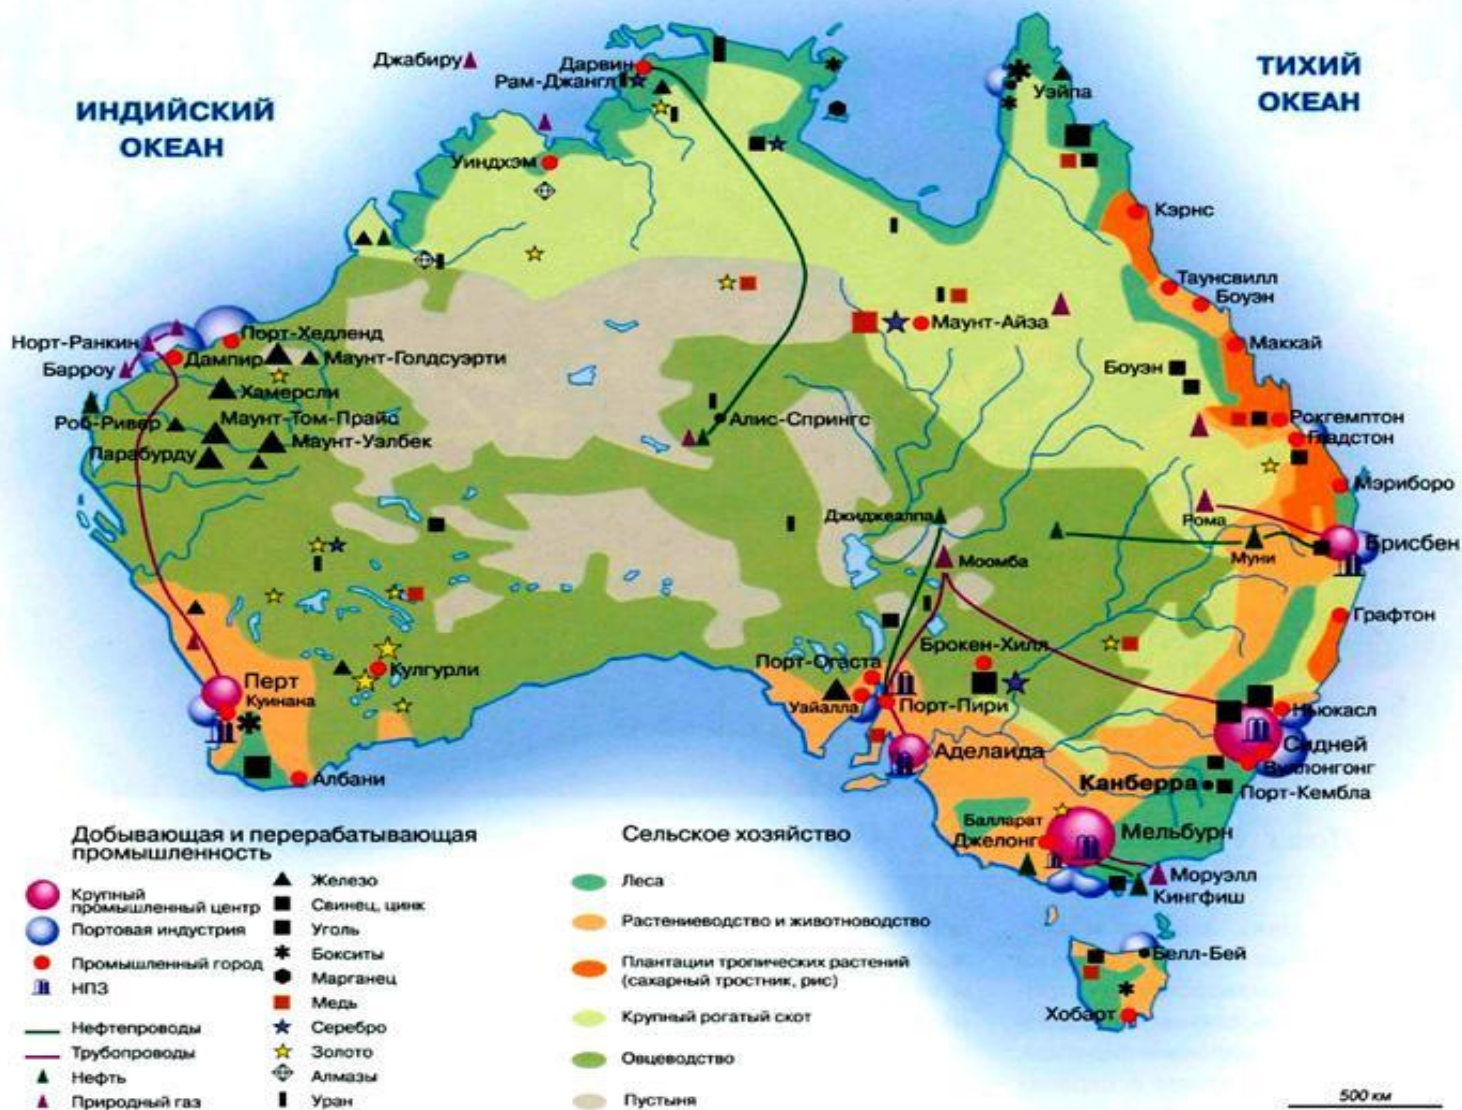 Джабиру
Дарвин
Рам-Джангл
ТИХИЙ
ОКЕАН
ИНДИЙСКИЙ
ОКЕАН
Уэйпа
Уиндхэм
Кэрнс
Таунсвилл
Боуэн
Порт-Хедленд
Норт-Ранкин
Дампир
Маунт-Голдсуэрти
Маунт-Айза
Маккай
Барроу
Боуэн
Хамерсли
Роб-Ривер
Маунт-Том-Прайс
Алис-Спрингс
Рокгемптон
Маунт-Уэлбек
Гладстон
Парабурду
Мэриборо
Джиджвалпа
Рома
Брисбен
Моомба
Муни
Графтон
Брокен-Хилл
Порт-Огаста
Кулгурли
Перт
Куинана
Уайалла
Порт-Пири
Ньюкасл
Аделаида
Сидней
Вуллонгонг
Албани
Канберра
Порт-Кембла
Балларат
Мельбурн
Джелонг
Моруэлл
Кингфиш
Белл-Бей
Хобарт
Добывающая и перерабатывающая
промышленность
Крупный
промышленный центр
Портовая индустрия
Промышленный город
НПЗ
Нефтепроводы
Трубопроводы
Нефть
Природный газ
Железо
Свинец, цинк
Уголь
Бокситы
Марганец
Медь
Серебро
Золото
Алмазы
Уран
Сельское хозяйство
Леса
Растениеводство и животноводство
Плантации тропических растений
(сахарный тростник, рис)
Крупный рогатый скот
Овцеводство
Пустыня
500 км